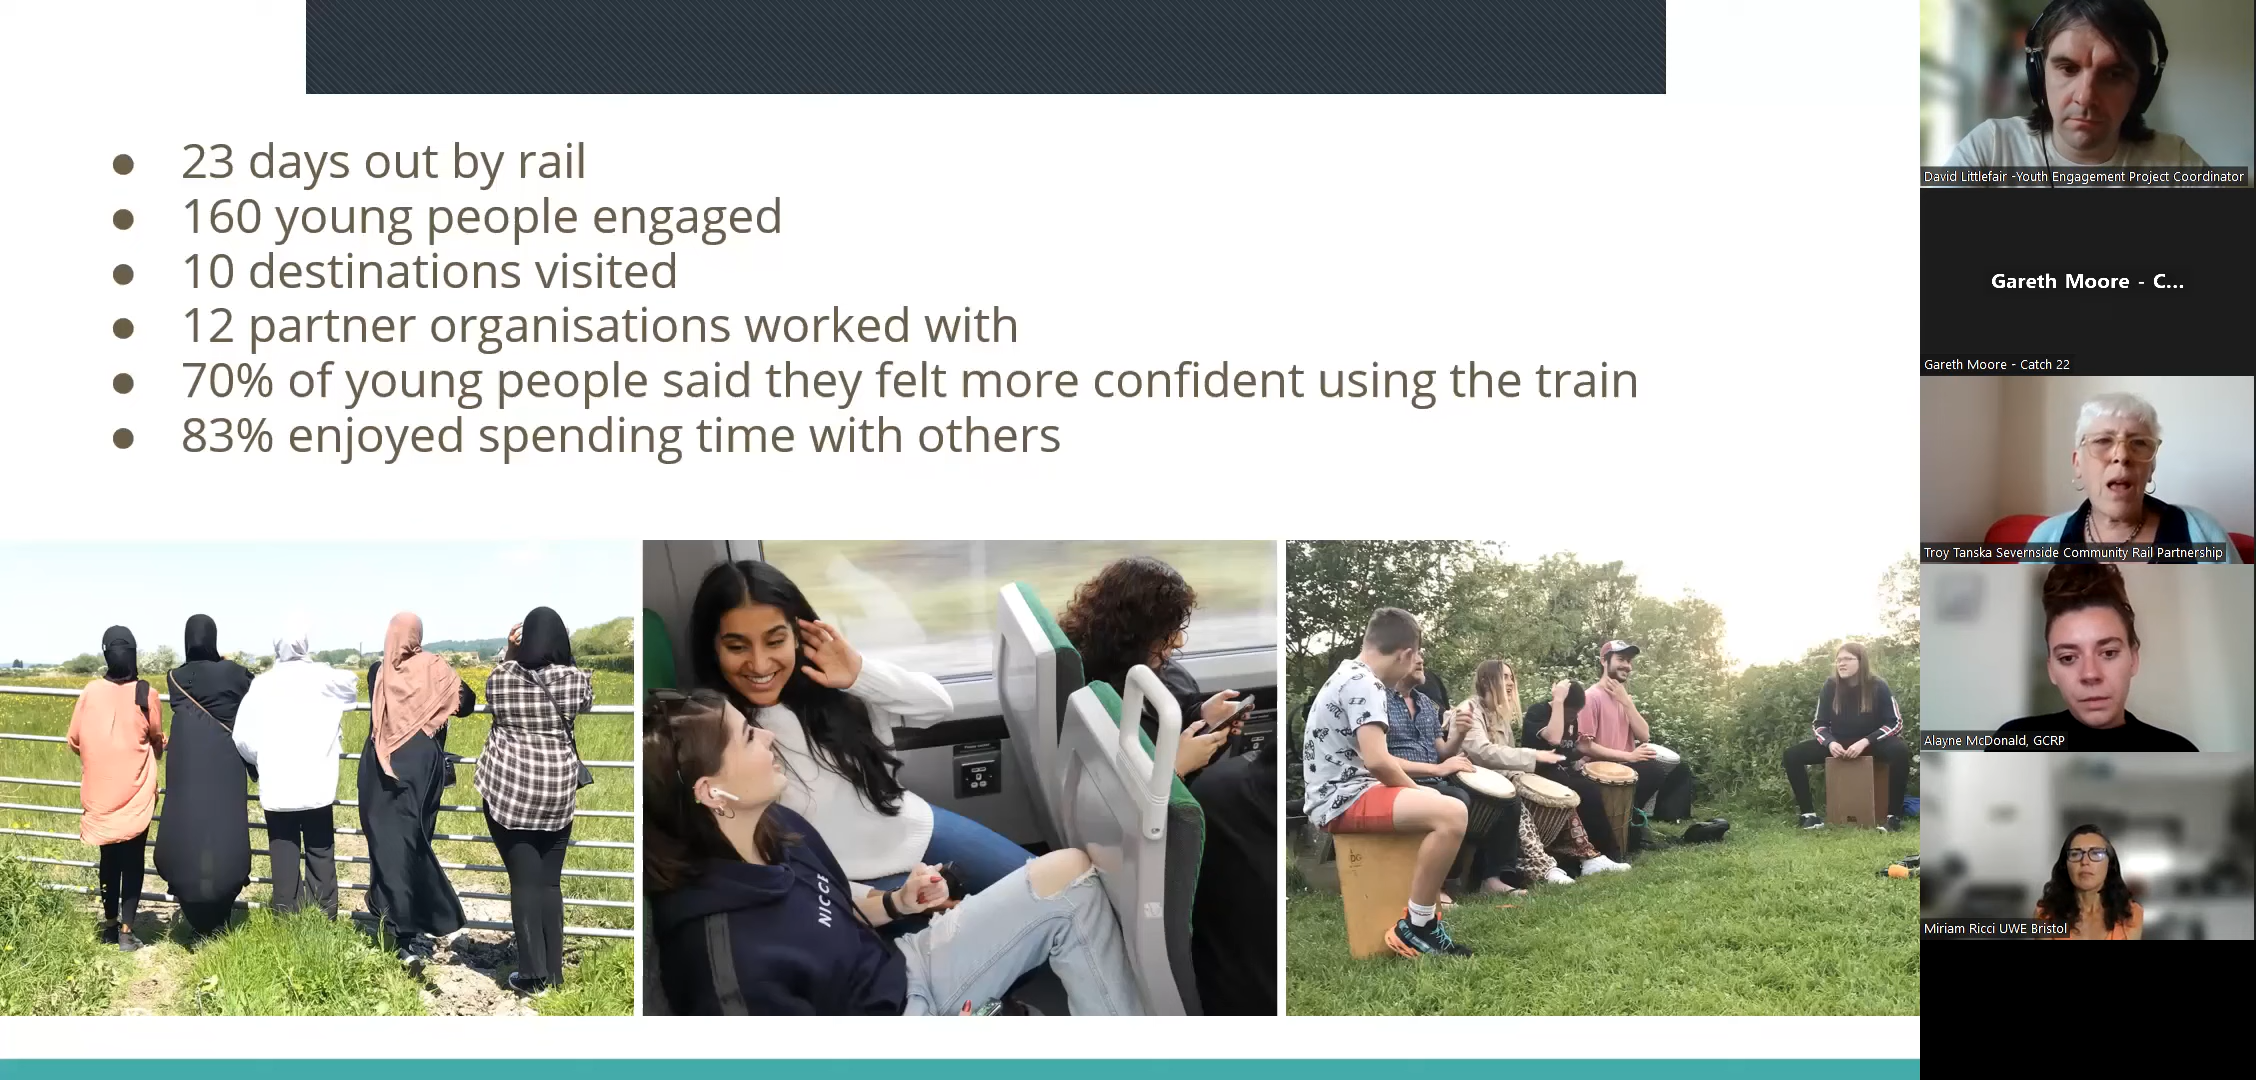 23 days out by rail
160 young people engaged
10 destinations visited
12 partner organisations worked with
70% of young people said they felt more confident using the train
83% enjoyed spending time with others
NICCE
David Littlefair -Youth Engagement Project Coordinator
Gareth Moore - C...
Gareth Moore - Catch 22
Troy Tanska Severnside Community Rail Partnership
Alayne McDonald, GCRP
Miriam Ricci UWE Bristol